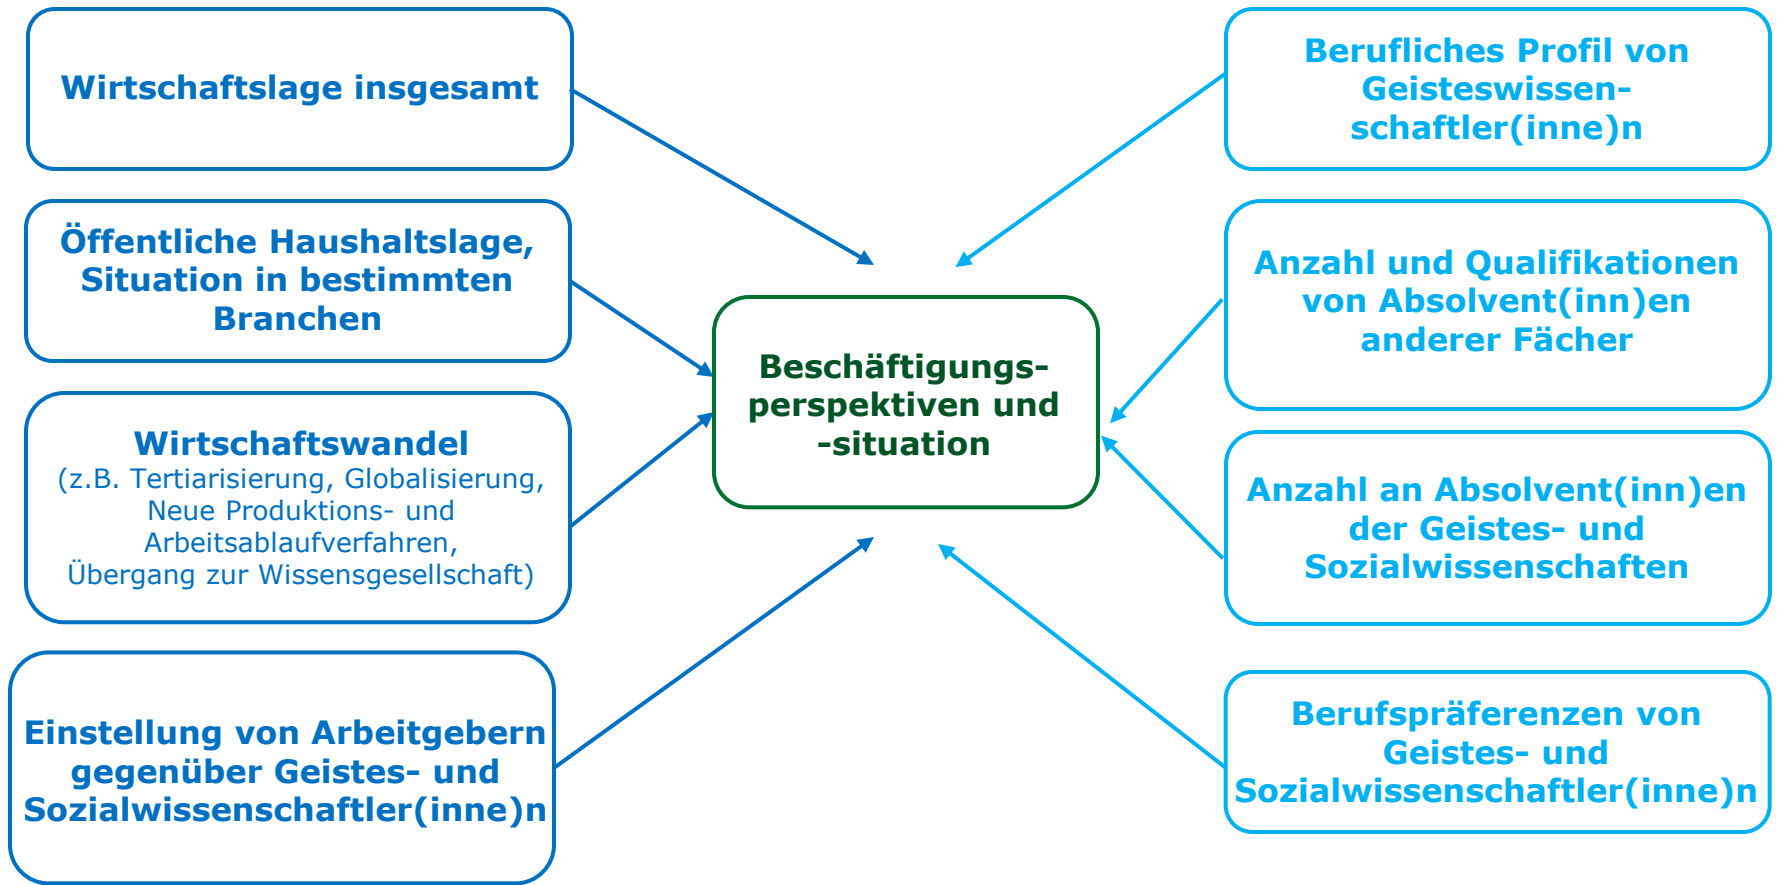 Wirtschaftslage insgesamt
Öffentliche Haushaltslage,
Situation in bestimmten
Branchen
Wirtschaftswandel
(z.B. Tertiarisierung, Globalisierung,
Neue Produktions- und
Arbeitsablaufverfahren,
Übergang zur Wissensgesellschaft)
Einstellung von Arbeitgebern
gegenüber Geistes- und
Sozialwissenschaftler(inne)n
Beschäftigungs-
perspektiven und
-situation
Berufliches Profil von
Geisteswissen-
schaftler(inne)n
Anzahl und Qualifikationen
von Absolvent(inn)en
anderer Fächer
Anzahl an Absolvent(inn)en
der Geistes- und
Sozialwissenschaften
Berufspräferenzen von
Geistes- und
Sozialwissenschaftler(inne)n